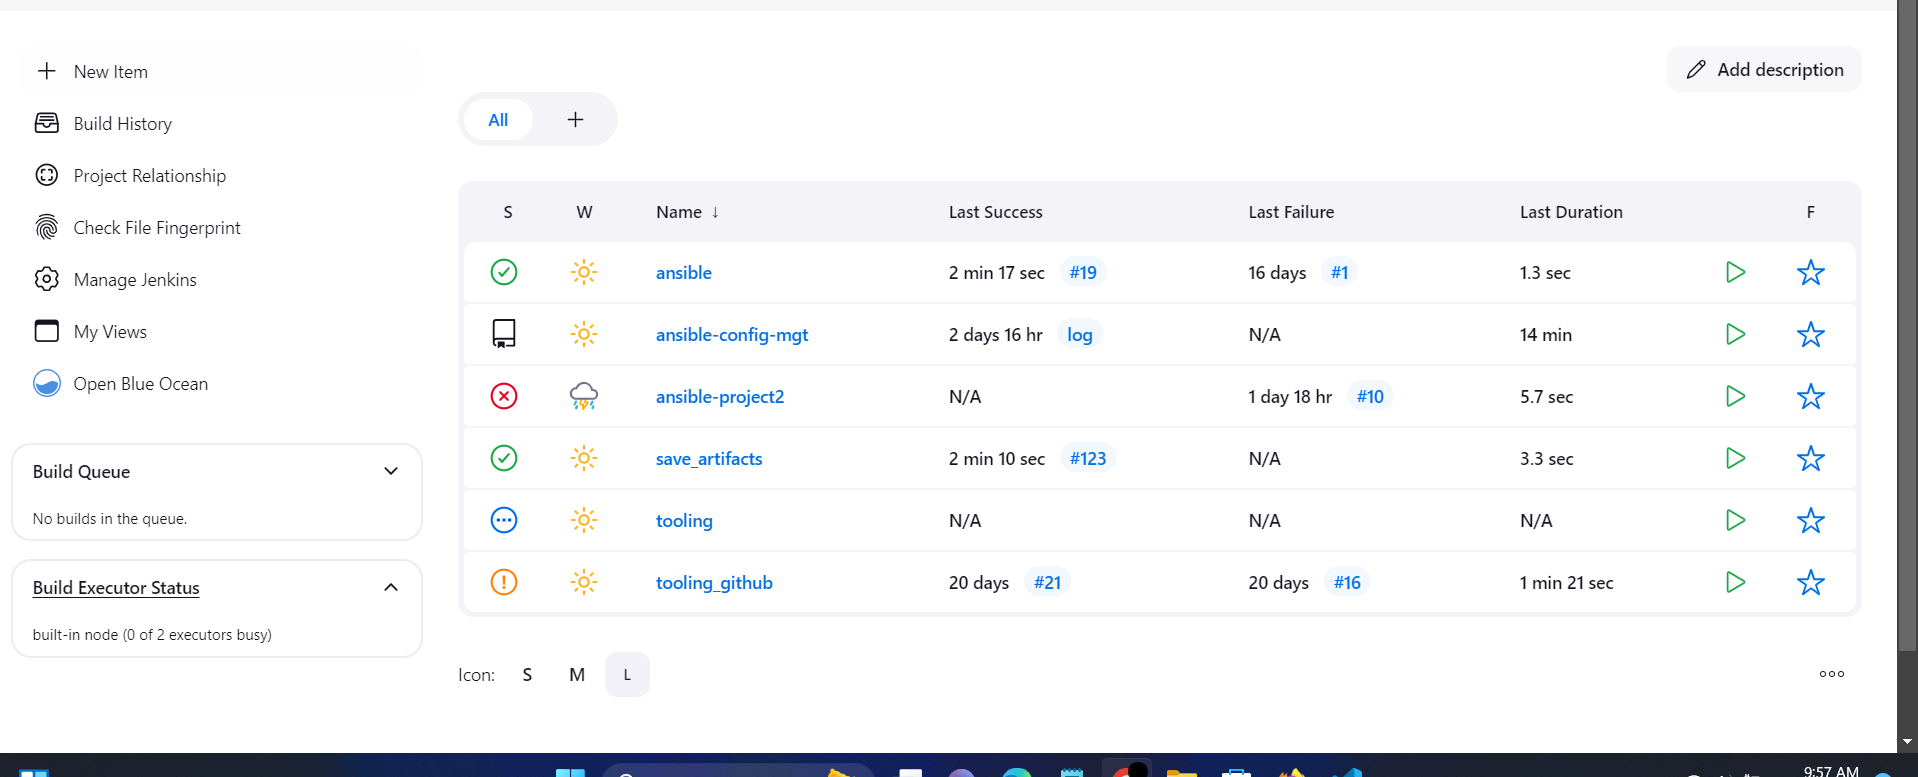 New Item
Build History
Project Relationship
Check File Fingerprint
Manage Jenkins
My Views
Open Blue Ocean
Build Queue
No builds in the queue.
Build Executor Status
built-in node (0 of 2 executors busy)
Add description
All
S W Name ↓ Last Success Last Failure Last Duration F
ansible 2 min 17 sec #19 16 days #1 1.3 sec
ansible-config-mgt 2 days 16 hr log N/A 14 min
ansible-project2 N/A 1 day 18 hr #10 5.7 sec
save_artifacts 2 min 10 sec #123 N/A 3.3 sec
tooling N/A N/A N/A
tooling_github 20 days #21 20 days #16 1 min 21 sec
Icon: S M L
9:57 AM